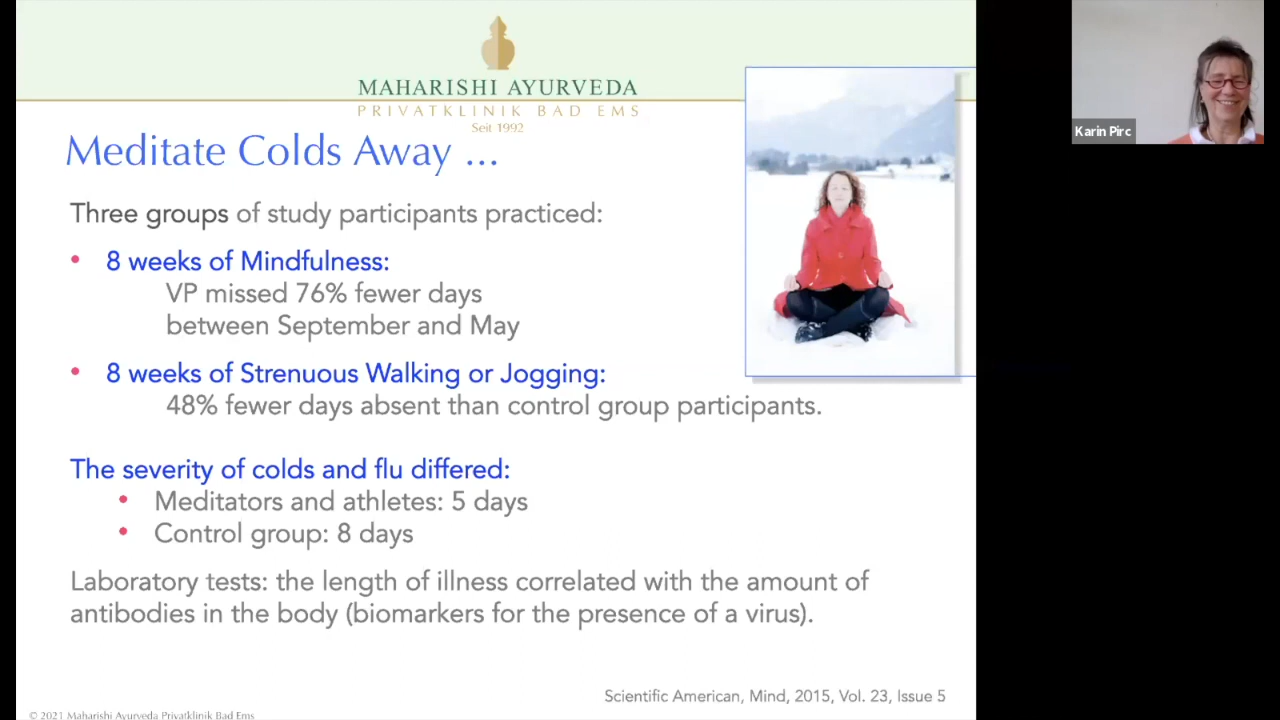 MAHARISHI AYURVEDA
PRIVATKLINIK BAD EMS
Seit 1992
Meditate Colds Away ...
Three groups of study participants practiced:
• 8 weeks of Mindfulness:
VP missed 76% fewer days
between September and May
• 8 weeks of Strenuous Walking or Jogging:
48% fewer days absent than control group participants.
The severity of colds and flu differed:
• Meditators and athletes: 5 days
• Control group: 8 days
Laboratory tests: the length of illness correlated with the amount of
antibodies in the body (biomarkers for the presence of a virus).
Scientific American, Mind, 2015, Vol. 23, Issue 5
© 2021 Maharishi Ayurveda Privatklinik Bad Ems
Karin Pirc